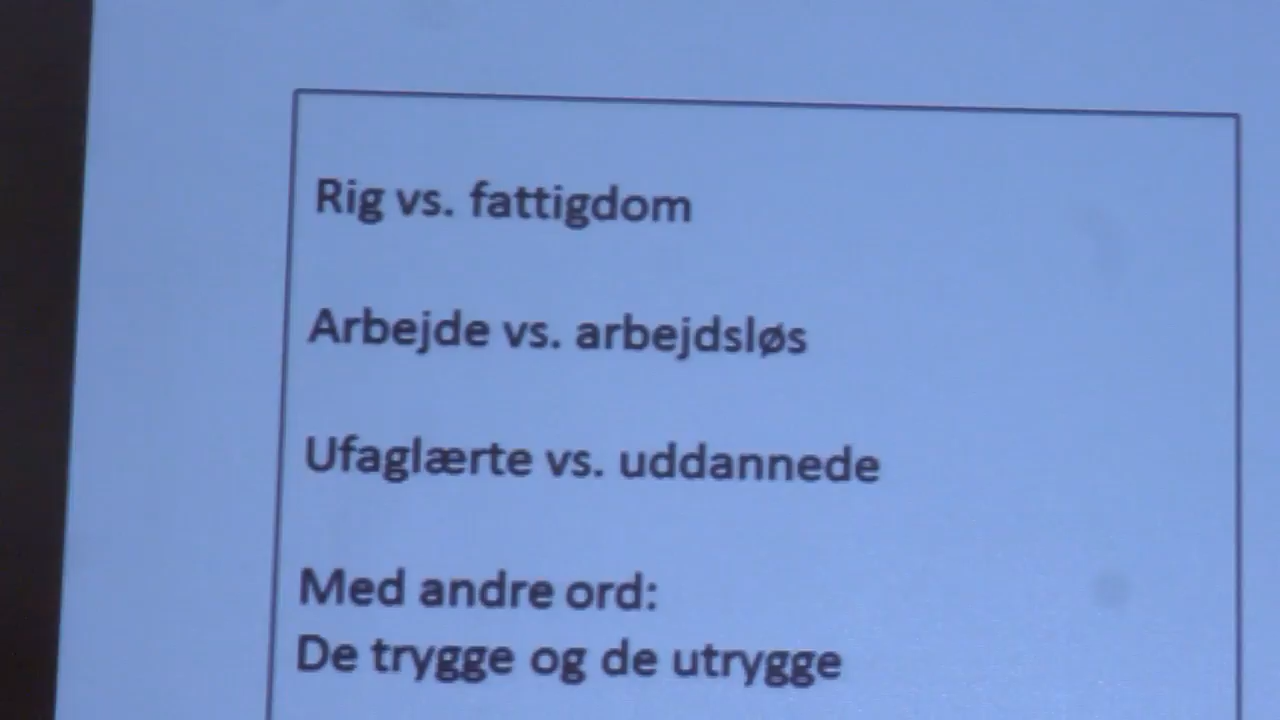 Rig vs. fattigdom
Arbejde vs. arbejdsløs
Ufaglærte vs. uddannede
Med andre ord:
De trygge og de utrygge